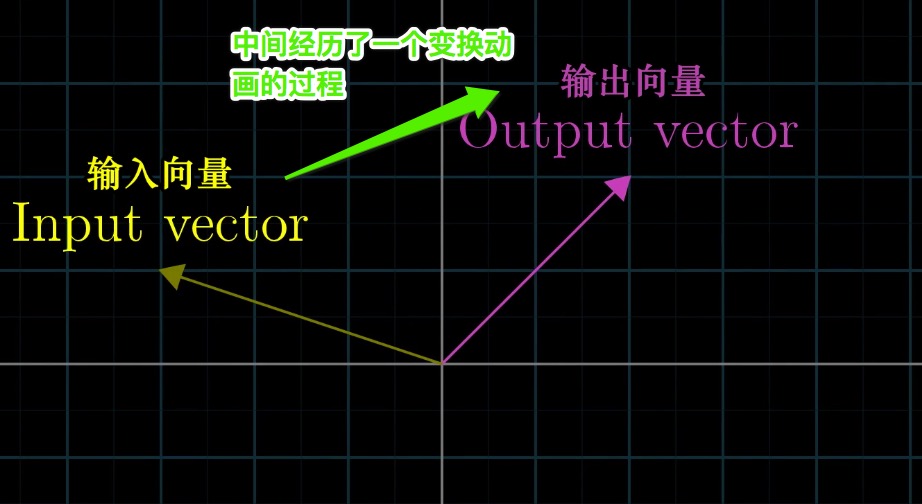 中间经历了一个变换动
画的过程
输出向量
Output vector
输入向量
Input vector